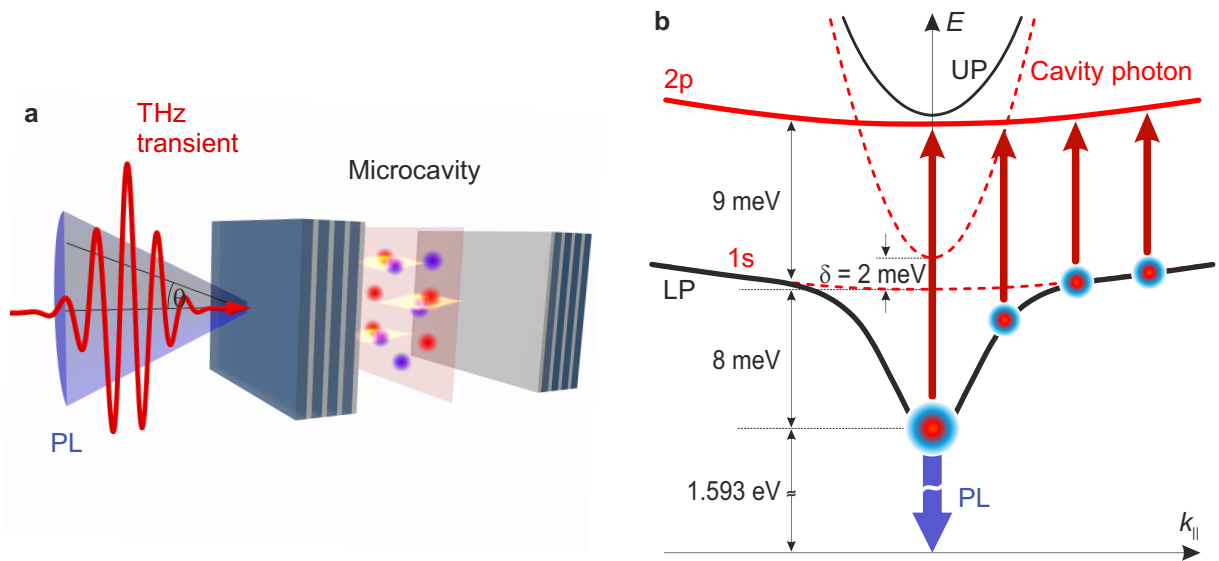 a
THz
transient
Microcavity
θ
PL
b
E
UP
2p
Cavity photon
9 meV
1s
δ = 2 meV
LP
8 meV
1.593 eV ≈
PL
k||